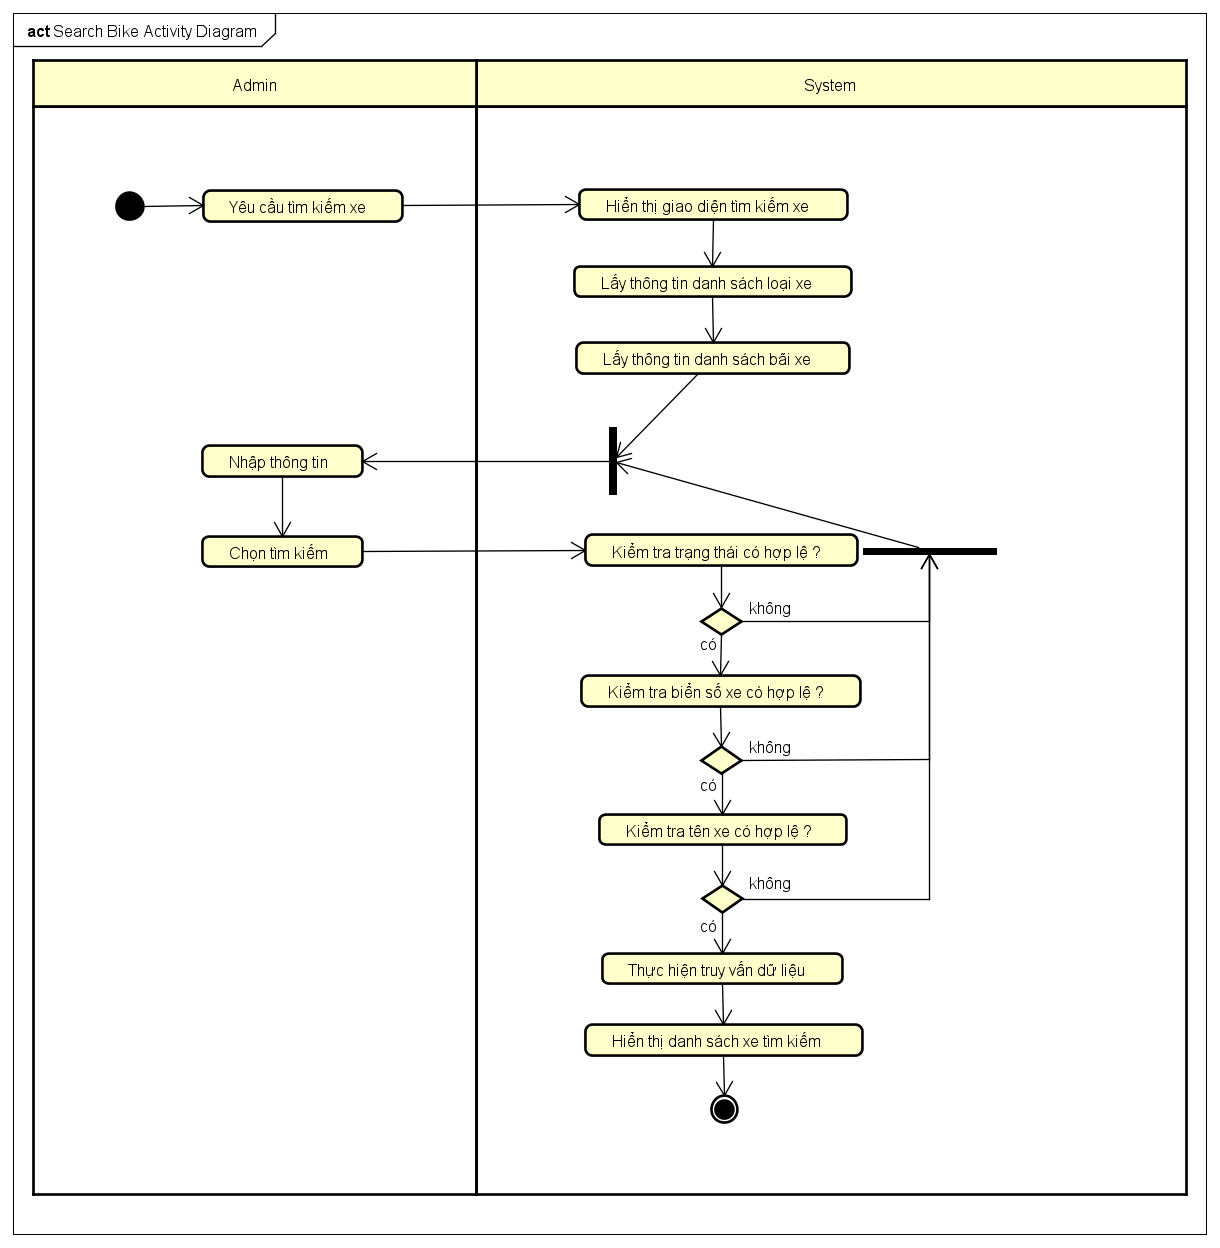 act Search Bike Activity Diagram
Admin
System
Yêu cầu tìm kiếm xe
Hiển thị giao diện tìm kiếm xe
Lấy thông tin danh sách loại xe
Lấy thông tin danh sách bãi xe
Nhập thông tin
Chọn tìm kiếm
Kiểm tra trạng thái có hợp lệ ?
không
có
Kiểm tra biển số xe có hợp lệ ?
không
có
Kiểm tra tên xe có hợp lệ ?
không
có
Thực hiện truy vấn dữ liệu
Hiển thị danh sách xe tìm kiếm